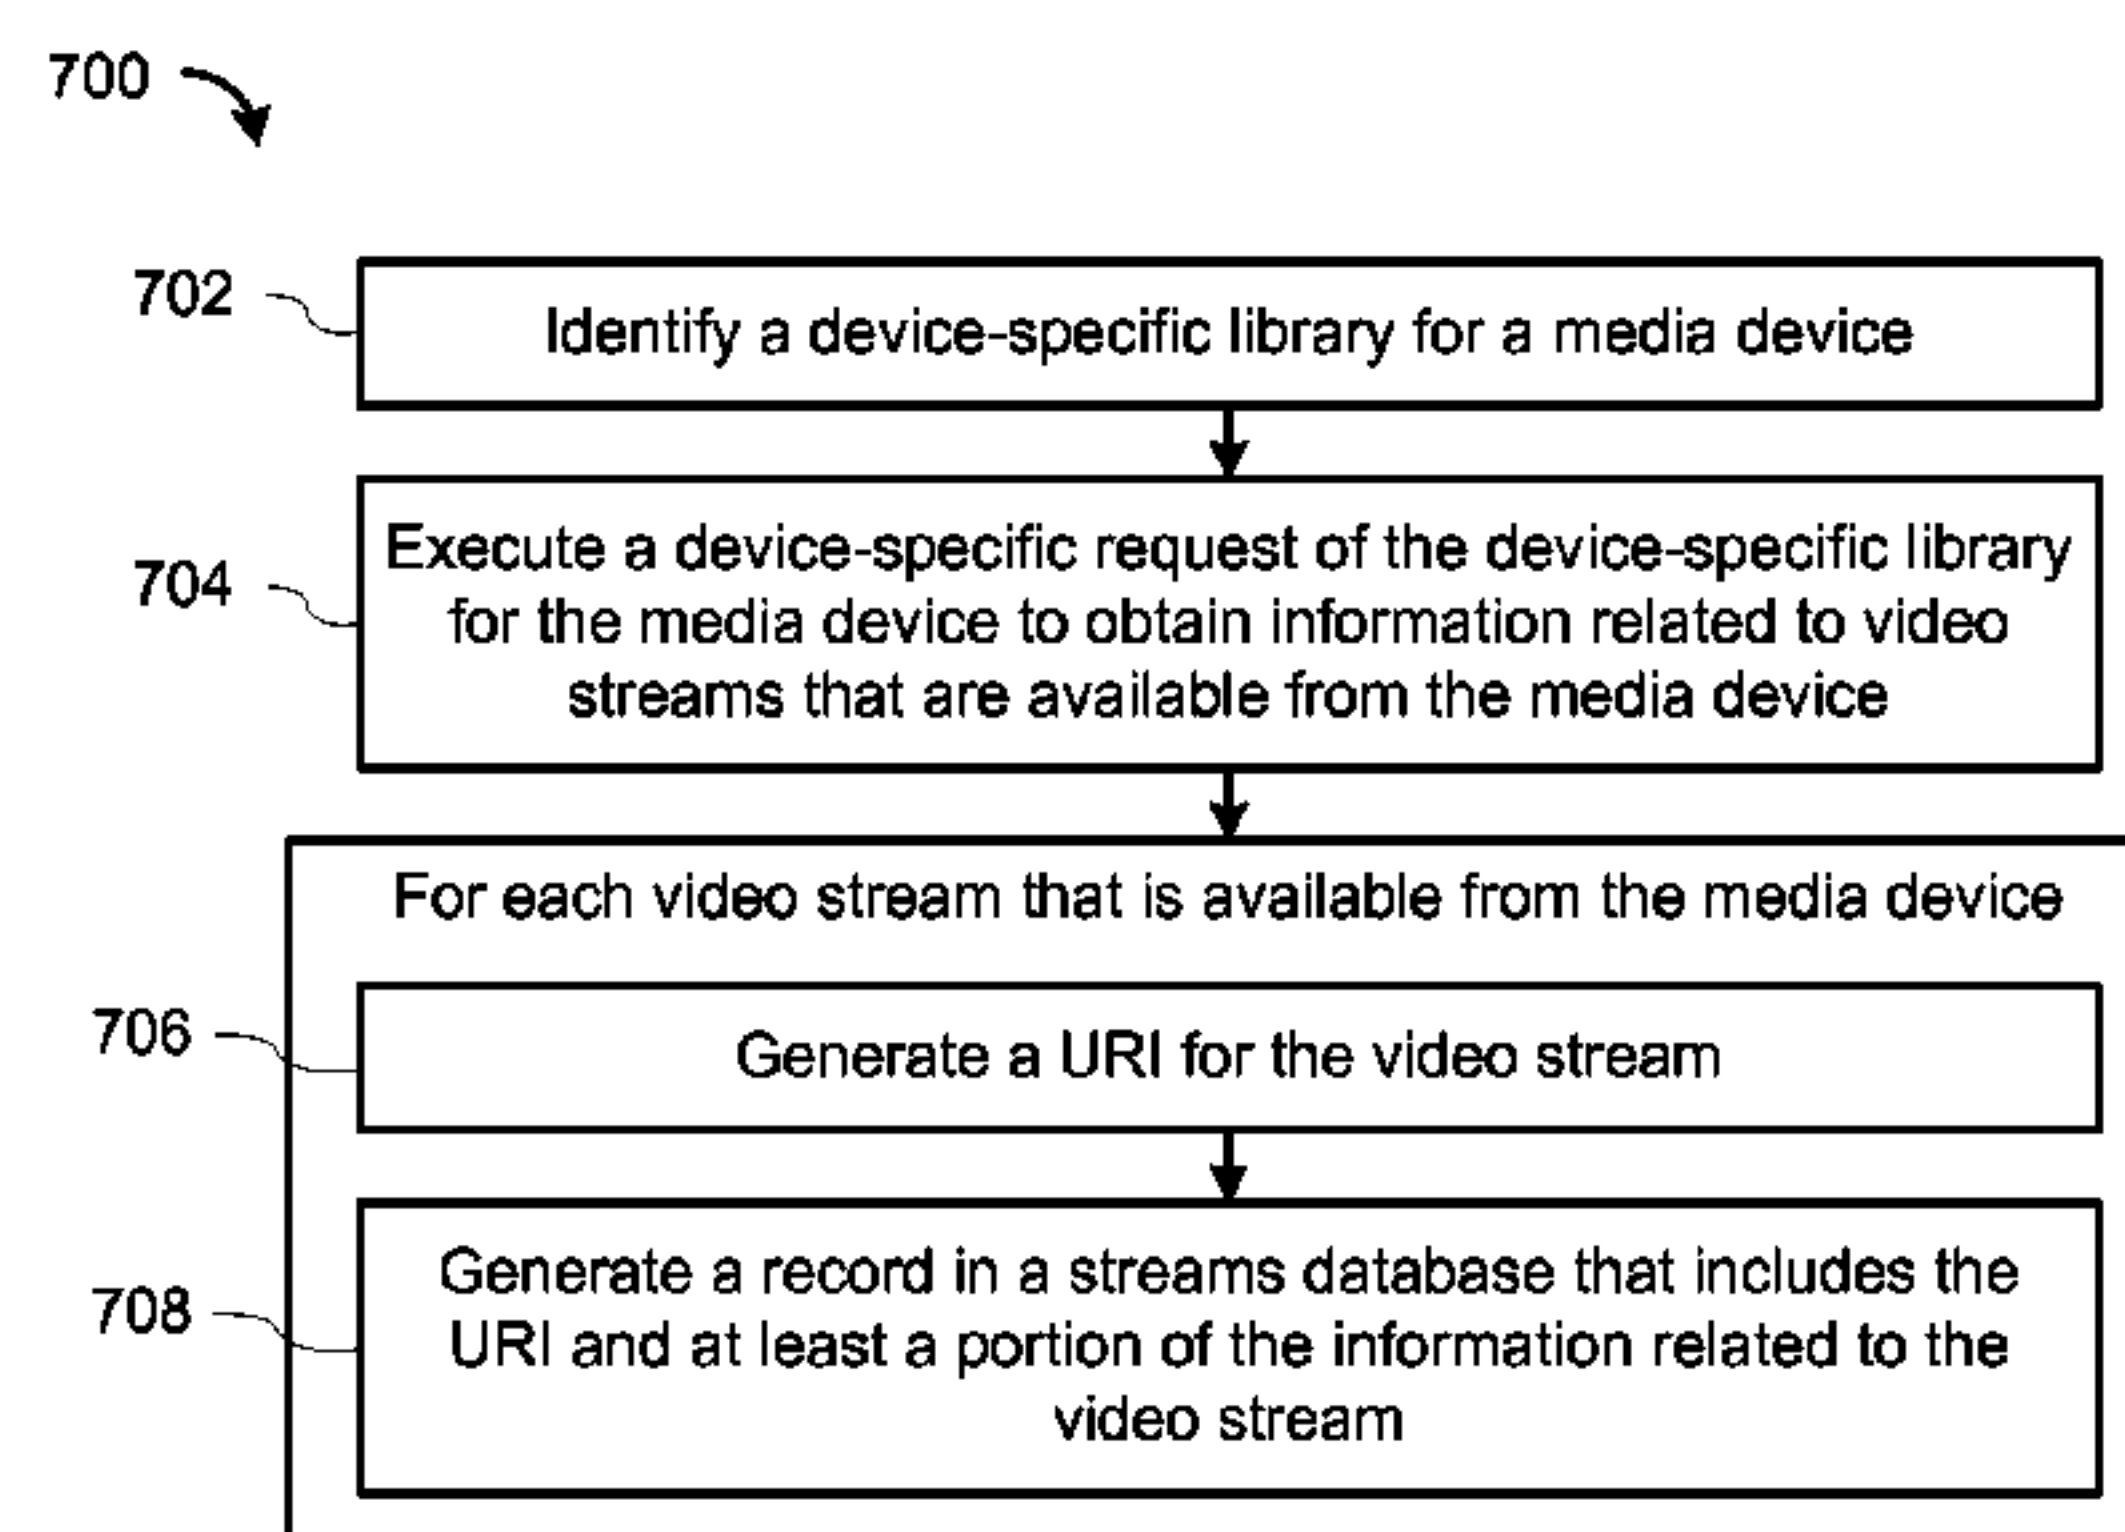 700
702
Identify a device-specific library for a media device
704
Execute a device-specific request of the device-specific library
for the media device to obtain information related to video
streams that are available from the media device
For each video stream that is available from the media device
706
Generate a URI for the video stream
708
Generate a record in a streams database that includes the
URI and at least a portion of the information related to the
video stream